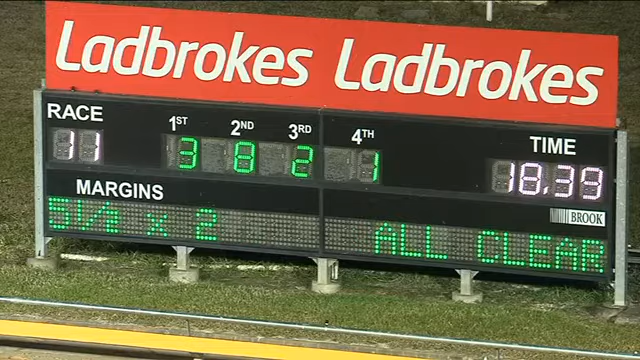 Ladbrokes Ladbrokes
RACE 1ST 2ND 3RD 4TH TIME
11 3 8 2 1 18.39
MARGINS BROOK
5 1/4 x 2 ALL CLEAR